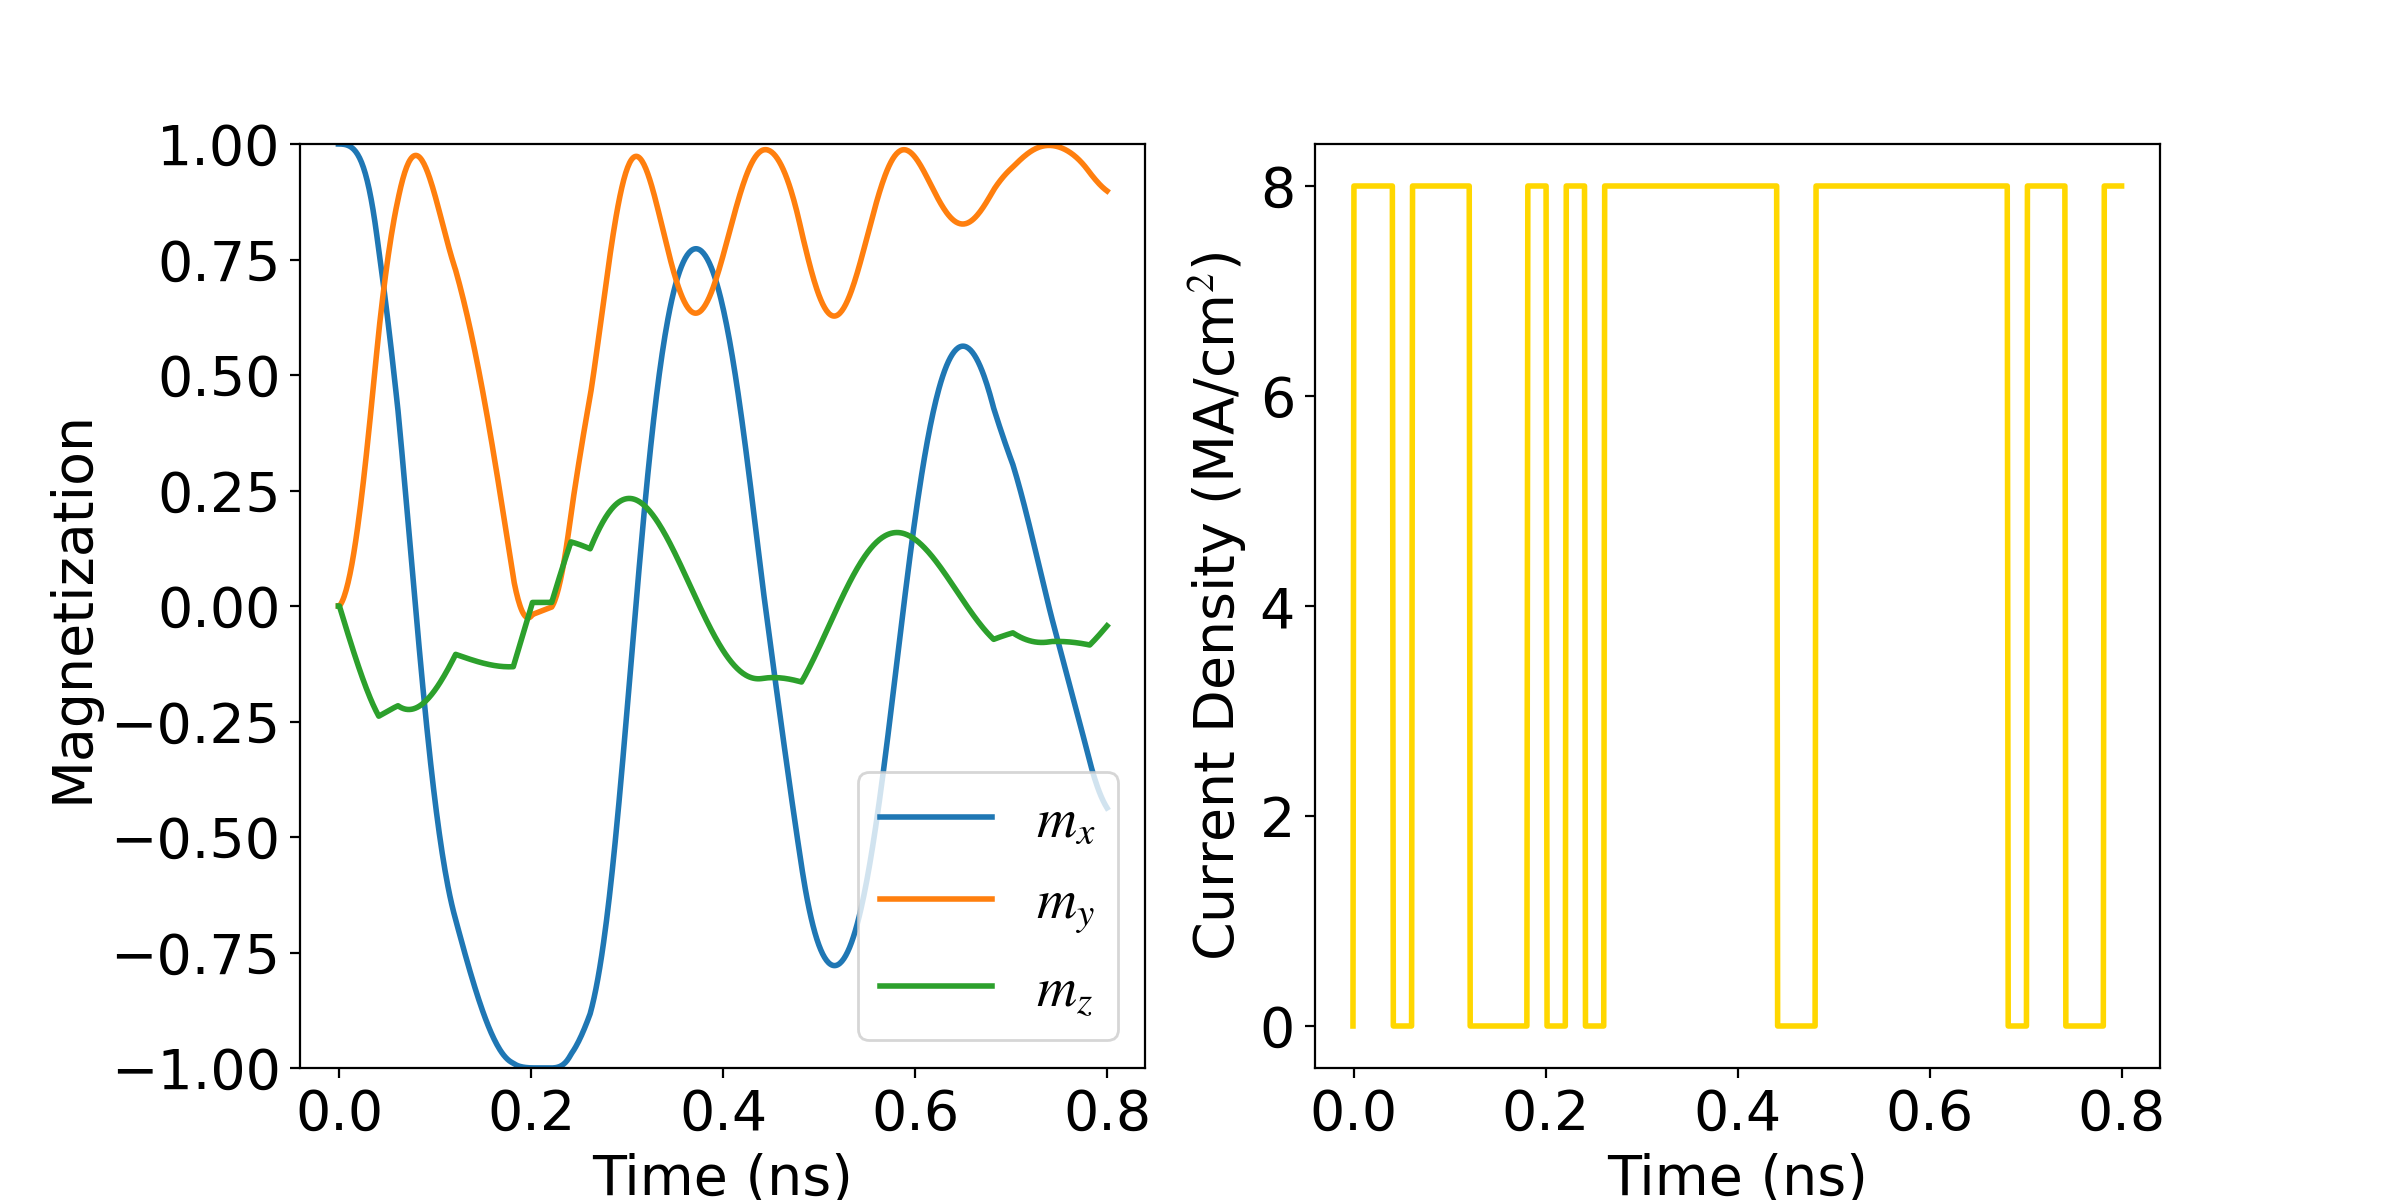 Magnetization
1.00
0.75
0.50
0.25
0.00
−0.25
−0.50
−0.75
−1.00
0.0 0.2 0.4 0.6 0.8
Time (ns)
m_x
m_y
m_z
Current Density (MA/cm²)
8
6
4
2
0
0.0 0.2 0.4 0.6 0.8
Time (ns)